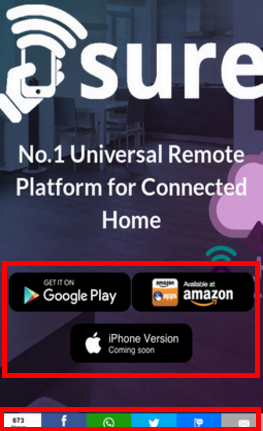 sure
No.1 Universal Remote
Platform for Connected
Home
GET IT ON
Google Play
amazon
apps
Available at
amazon
iPhone Version
Coming soon
673